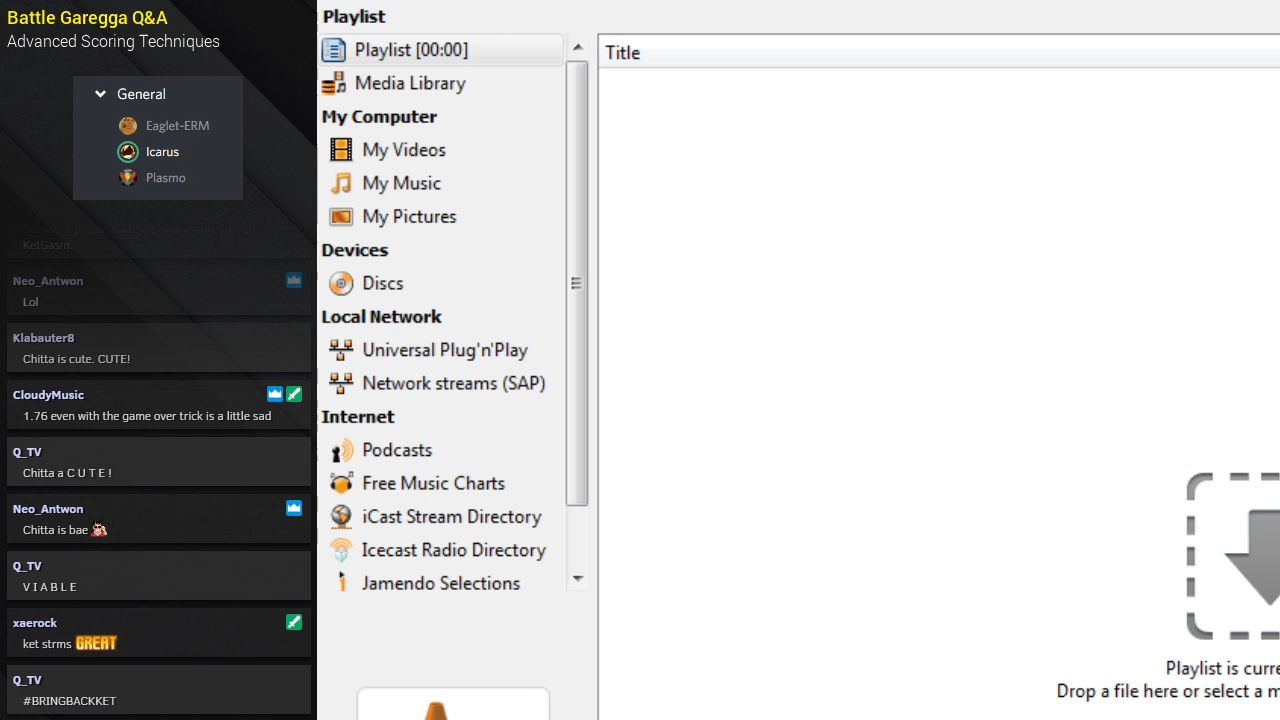 Battle Garegga Q&A
Advanced Scoring Techniques
General
Eaglet-ERM
Icarus
Plasmo
KetGasm.
Neo_Antwon
Lol
Klabauter8
Chitta is cute. CUTE!
CloudyMusic
1.76 even with the game over trick is a little sad
Q_TV
Chitta a C U T E !
Neo_Antwon
Chitta is bae
Q_TV
V I A B L E
xaerock
ket strms GREAT
Q_TV
#BRINGBACKKET
Playlist
Playlist [00:00]
Media Library
My Computer
My Videos
My Music
My Pictures
Devices
Discs
Local Network
Universal Plug'n'Play
Network streams (SAP)
Internet
Podcasts
Free Music Charts
iCast Stream Directory
Icecast Radio Directory
Jamendo Selections
Title
Playlist is curre
Drop a file here or select a m